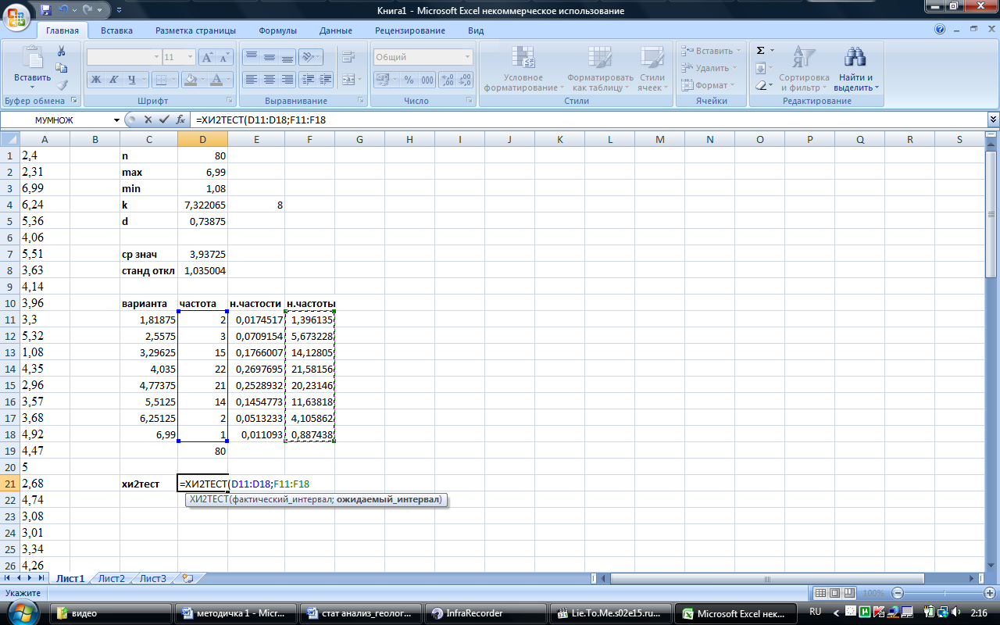 Книга1 - Microsoft Excel некоммерческое использование
Главная Вставка Разметка страницы Формулы Данные Рецензирование Вид
Вставить
11
Ж К Ч
А А
А
Общий
% 000
Условное форматирование
Форматировать как таблицу
Стили ячеек
Вставить
Удалить
Формат
Σ
Сортировка и фильтр
Найти и выделить
Буфер обмена Шрифт Выравнивание Число Стили Ячейки Редактирование
МУМНОЖ fx =ХИ2ТЕСТ(D11:D18;F11:F18
A B C D E F G H I J K L M N O P Q R S
1 2,4 n 80
2 2,31 max 6,99
3 6,99 min 1,08
4 6,24 k 7,322065 8
5 5,36 d 0,73875
6 4,06
7 5,51 ср знач 3,93725
8 3,63 станд откл 1,035004
9 4,14
10 3,96 варианта частота н.частости н.частоты
11 3,3 1,81875 2 0,0174517 1,396135
12 5,32 2,5575 3 0,0709154 5,673228
13 1,08 3,29625 15 0,1766007 14,12805
14 4,35 4,035 22 0,2697695 21,58156
15 2,96 4,77375 21 0,2528932 20,23146
16 3,57 5,5125 14 0,1454773 11,63818
17 3,68 6,25125 2 0,0513233 4,105862
18 4,92 6,99 1 0,011093 0,887438
19 4,47 80
20 5
21 2,68 хи2тест =ХИ2ТЕСТ(D11:D18;F11:F18
22 4,74 ХИ2ТЕСТ(фактический_интервал; ожидаемый_интервал)
23 3,08
24 3,01
25 3,34
26 4,26
Лист1 Лист2 Лист3
Укажите 100%
видео методичка 1 - Micr... стат анализ_геолог... InfraRecorder Lie.To.Me.s02e15.ru... Microsoft Excel нек... RU 2:16